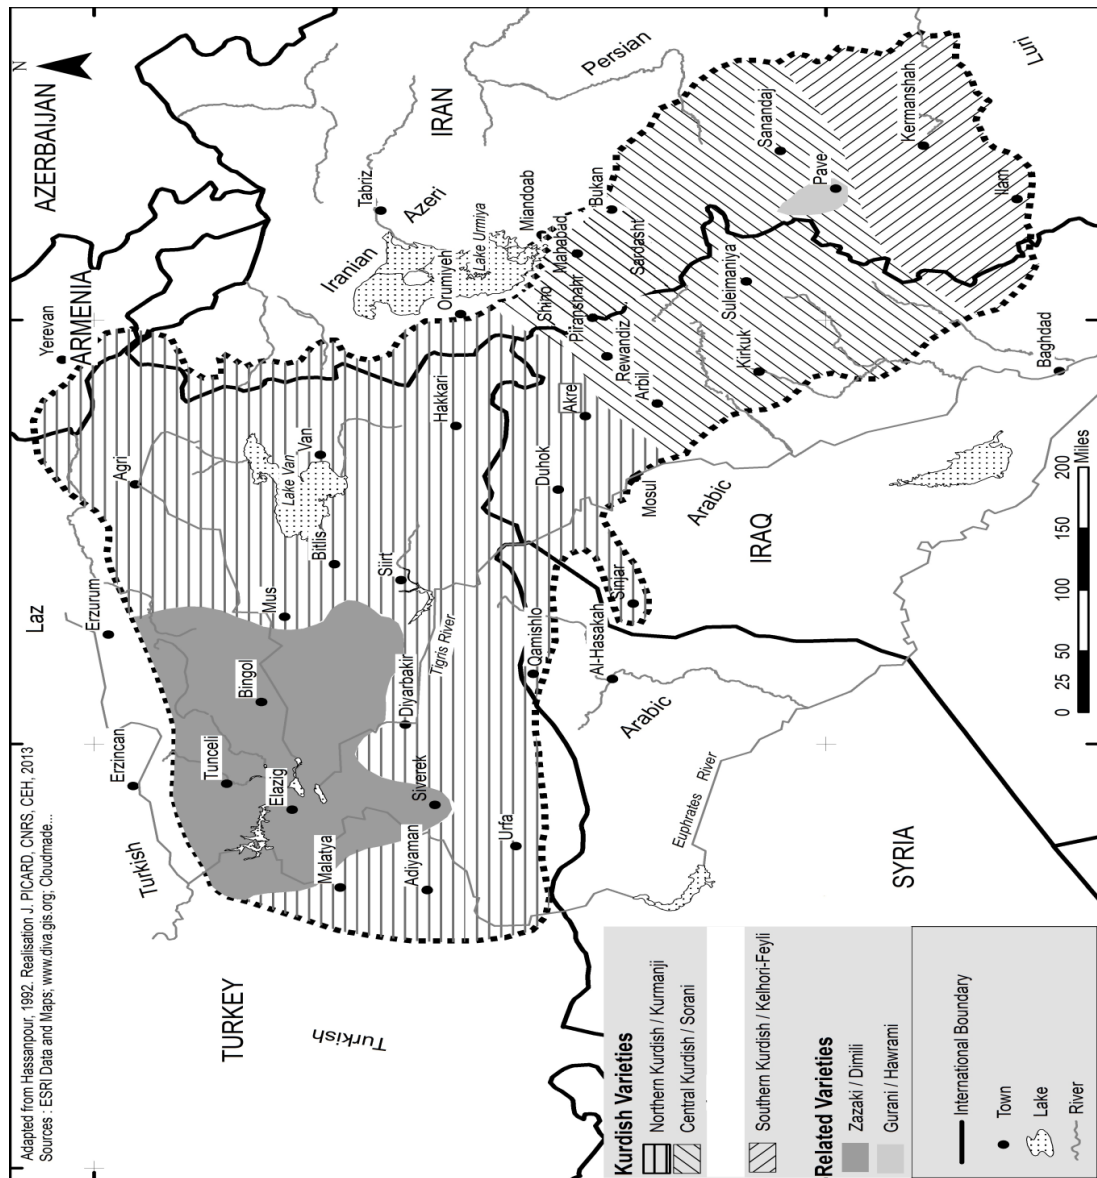 Adapted from Hassanpour, 1992. Realisation J. PICARD, CNRS, CEH, 2013
Sources : ESRI Data and Maps; www.diva.gis.org; Cloudmade...
N
TURKEY
Turkish
Turkish
Laz
ARMENIA
AZERBAIJAN
IRAN
Persian
Luri
Iranian Azeri
SYRIA
IRAQ
Arabic
Arabic
Erzincan
Erzurum
Yerevan
Agri
Tunceli
Bingol
Mus
Elazig
Lake Van
Van
Bitlis
Malatya
Siirt
Diyarbakir
Siverek
Adiyaman
Tigris River
Hakkari
Urfa
Qamishlo
Duhok
Akre
Al-Hasakah
Sinjar
Mosul
Euphrates River
Tabriz
Orumiyeh
Lake Urmiya
Miandoab
Mahabad
Bukan
Shino
Piranshahr
Sardasht
Rewandiz
Arbil
Kirkuk
Suleimaniya
Sanandaj
Pave
Kermanshah
Ilam
Baghdad
0 25 50 100 150 200
Miles
Kurdish Varieties
Northern Kurdish / Kurmanji
Central Kurdish / Sorani
Southern Kurdish / Kelhori-Feyli
Related Varieties
Zazaki / Dimili
Gurani / Hawrami
International Boundary
Town
Lake
River